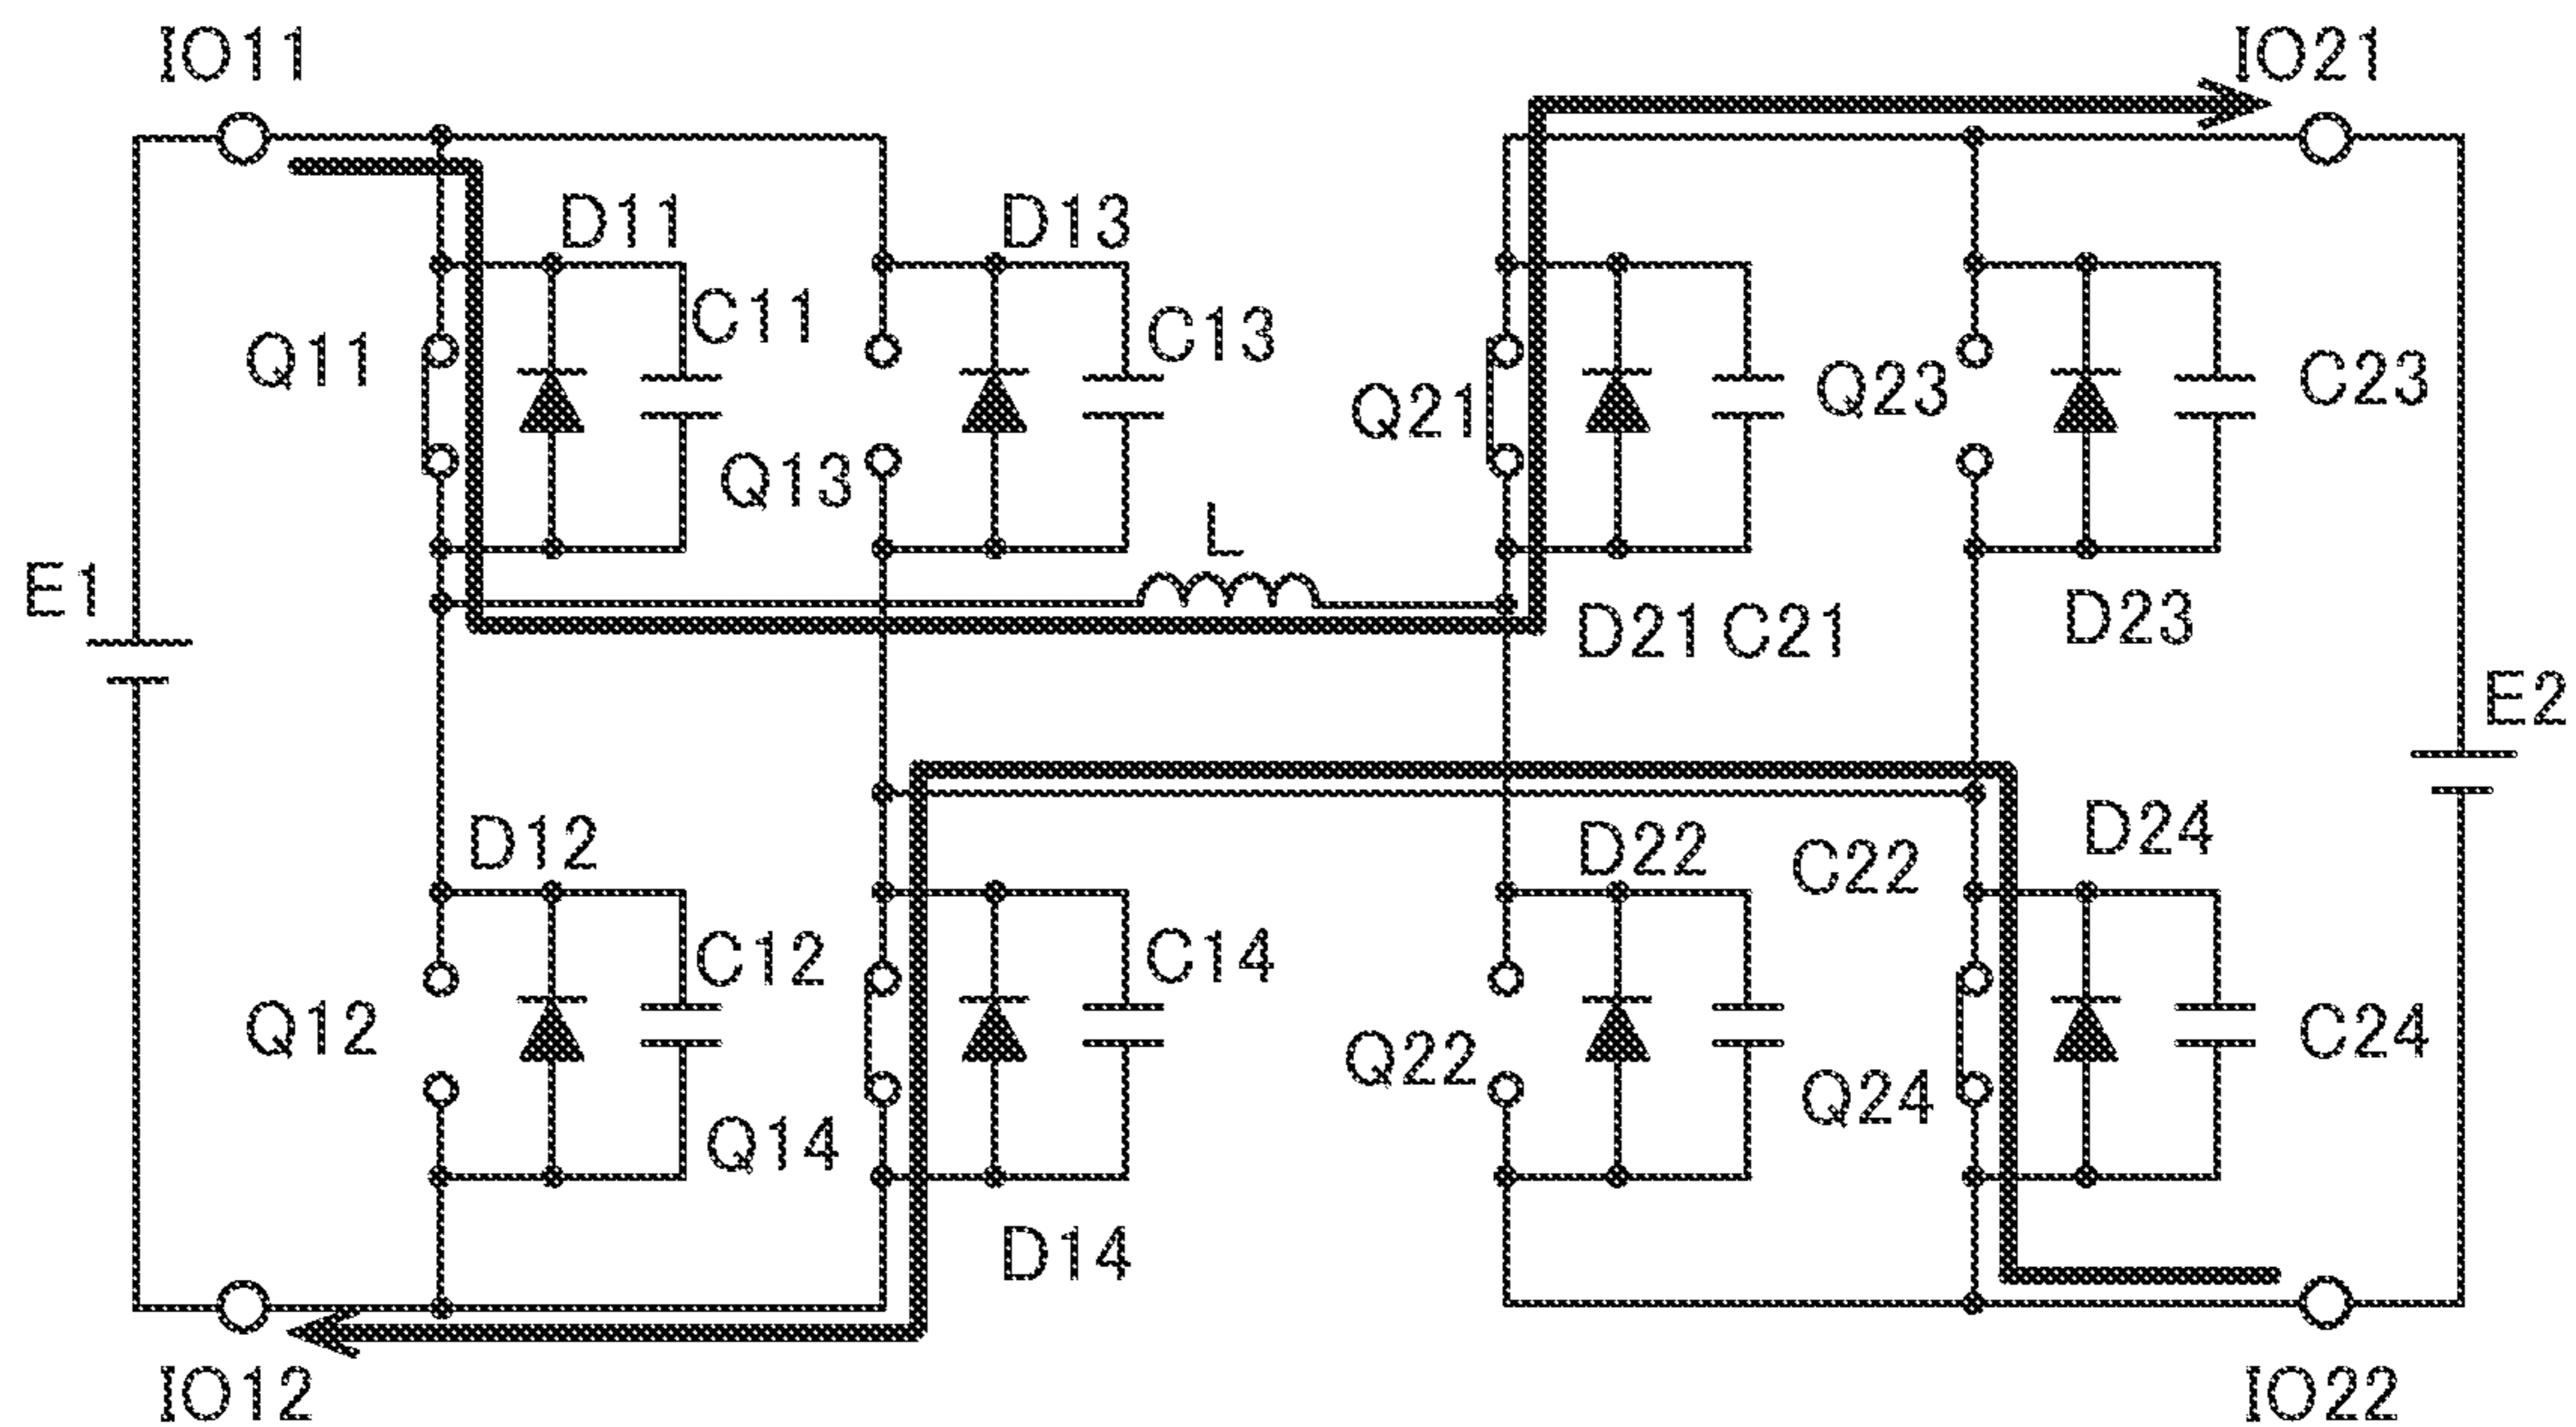 IO11
IO21
D11
D13
C11
C13
Q11
Q21
Q23
C23
Q13
L
E1
D21 C21
D23
E2
D12
D22
C22
D24
C12
C14
Q12
Q22
Q24
C24
Q14
D14
IO12
IO22